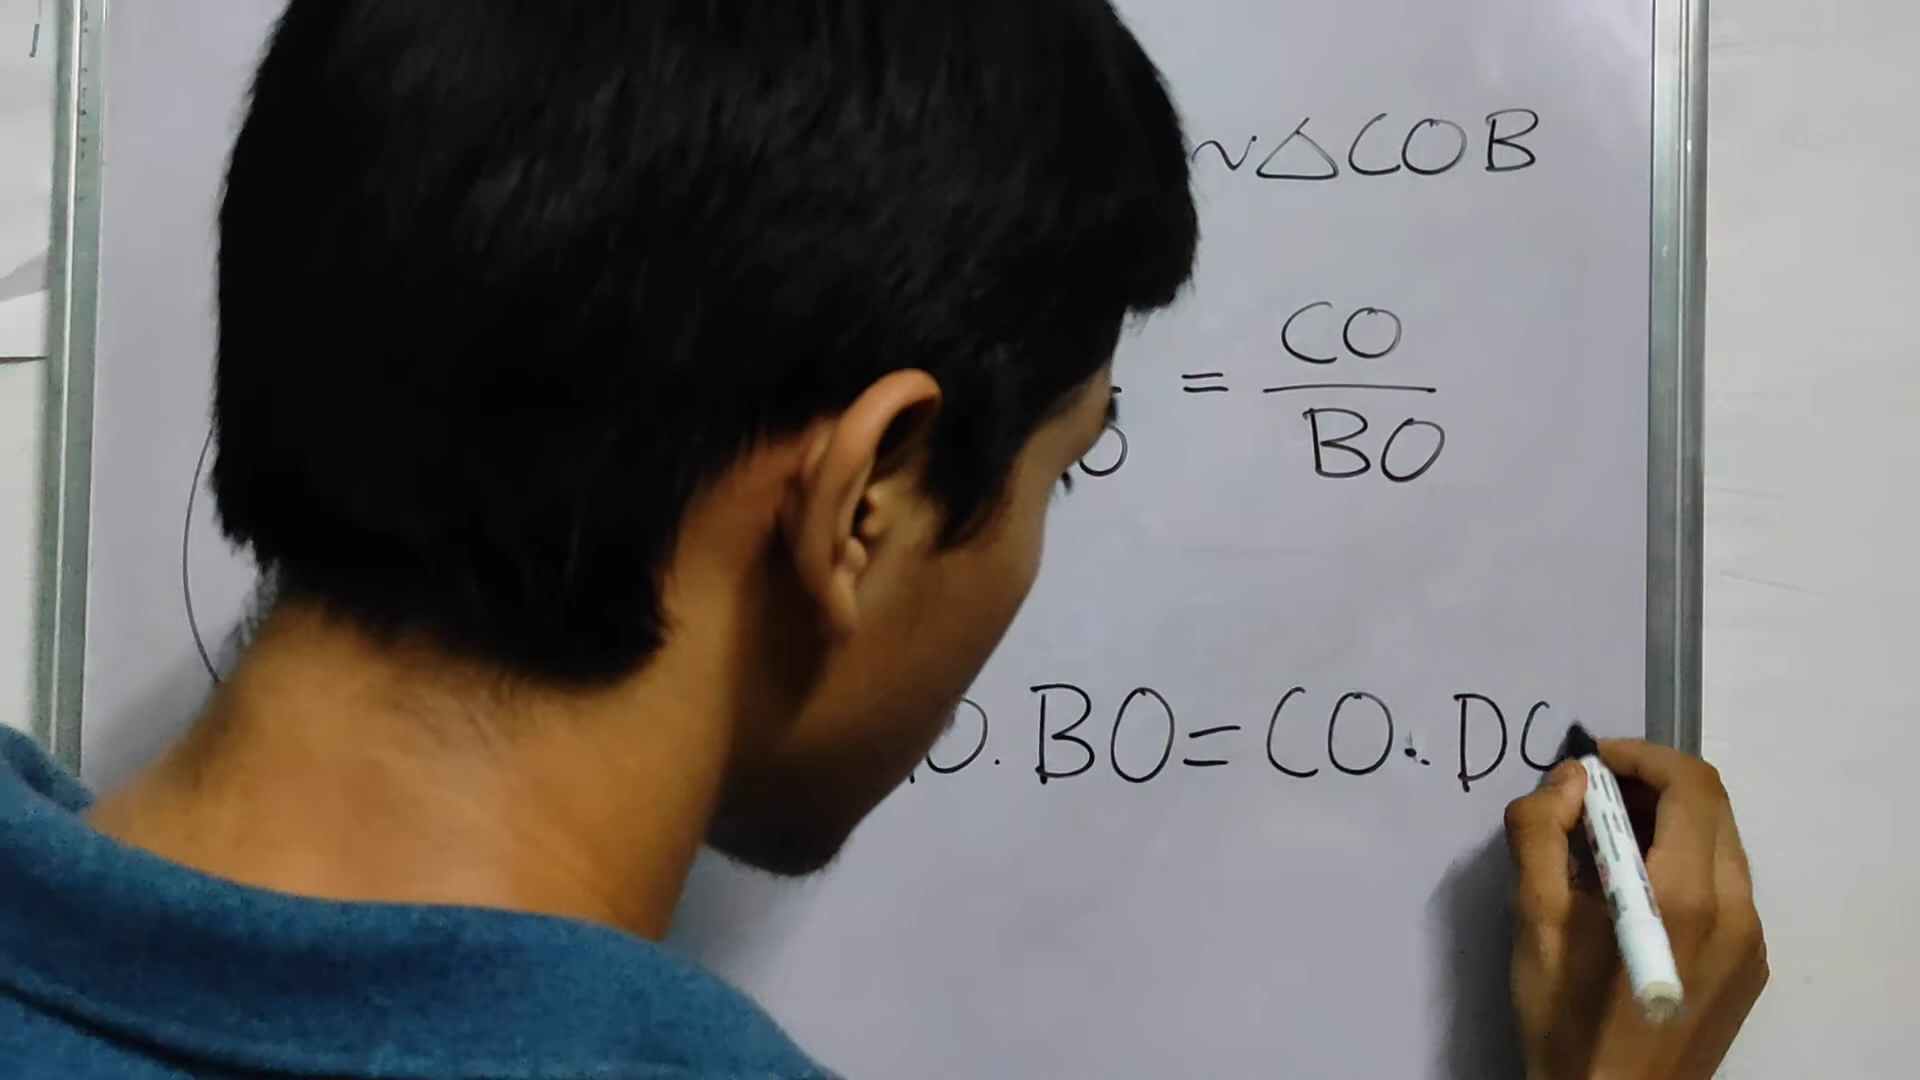 ~△COB
= CO
BO
O. BO = CO. DO